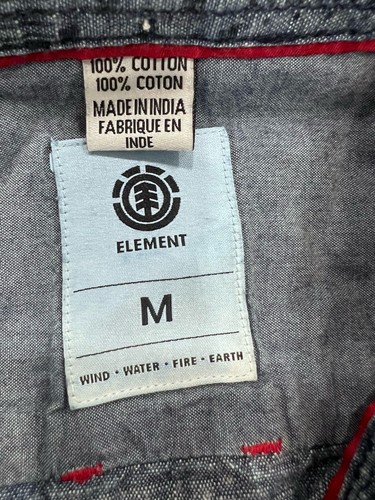 100% COTTON
100% COTON
MADE IN INDIA
FABRIQUE EN
INDE
ELEMENT
M
WIND • WATER • FIRE • EARTH